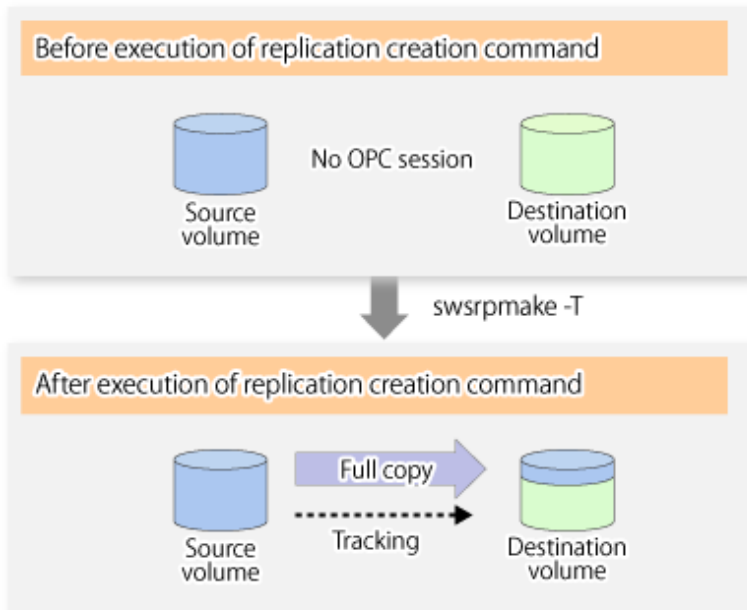 Before execution of replication creation command
No OPC session
Source
volume
Destination
volume
swsrpmake -T
After execution of replication creation command
Full copy
Tracking
Source
volume
Destination
volume